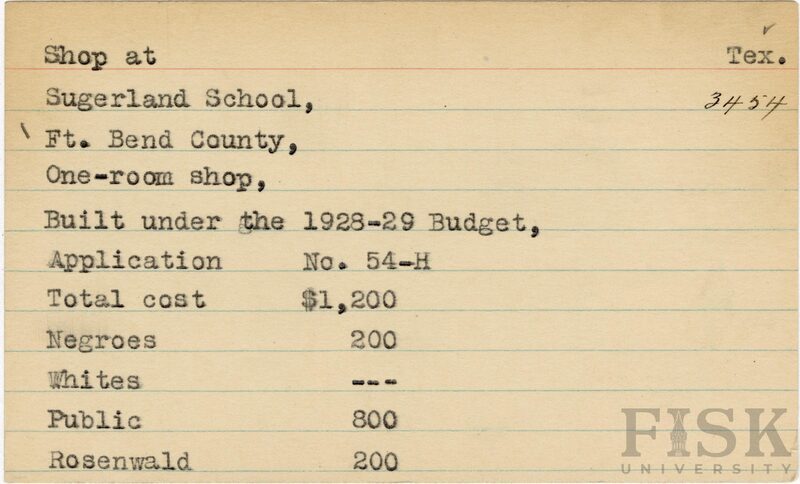 Shop at Tex.
Sugerland School, 3454
Ft. Bend County,
One-room shop,
Built under the 1928-29 Budget,
Application No. 54-H
Total cost $1,200
Negroes 200
Whites ---
Public 800
Rosenwald 200
FISK
UNIVERSITY